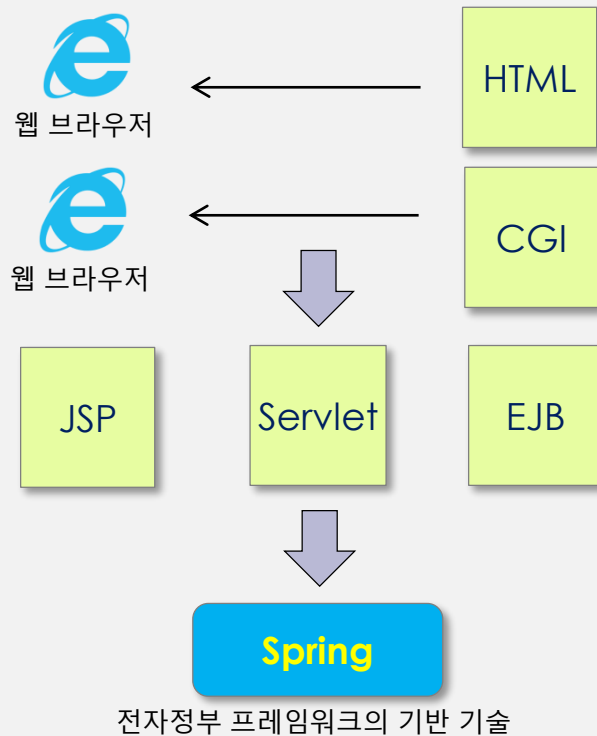 HTML
웹 브라우저
CGI
웹 브라우저
JSP
Servlet
EJB
Spring
전자정부 프레임워크의 기반 기술